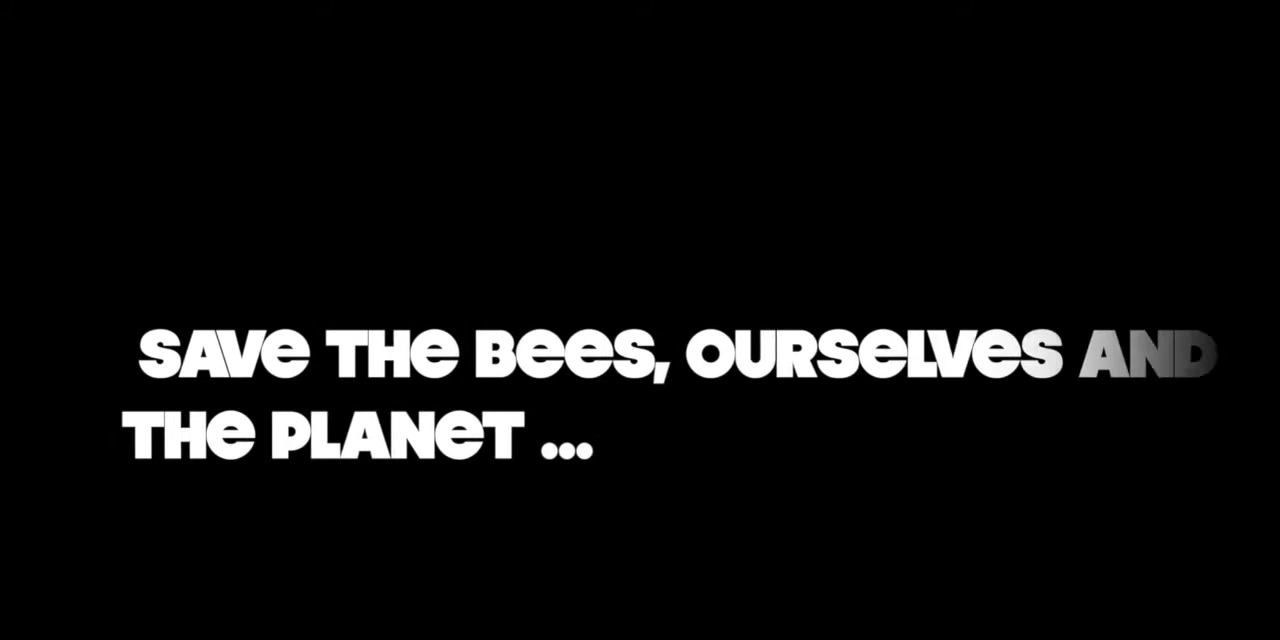 SAVE THE BEES, OURSELVES AND
THE PLANET ...